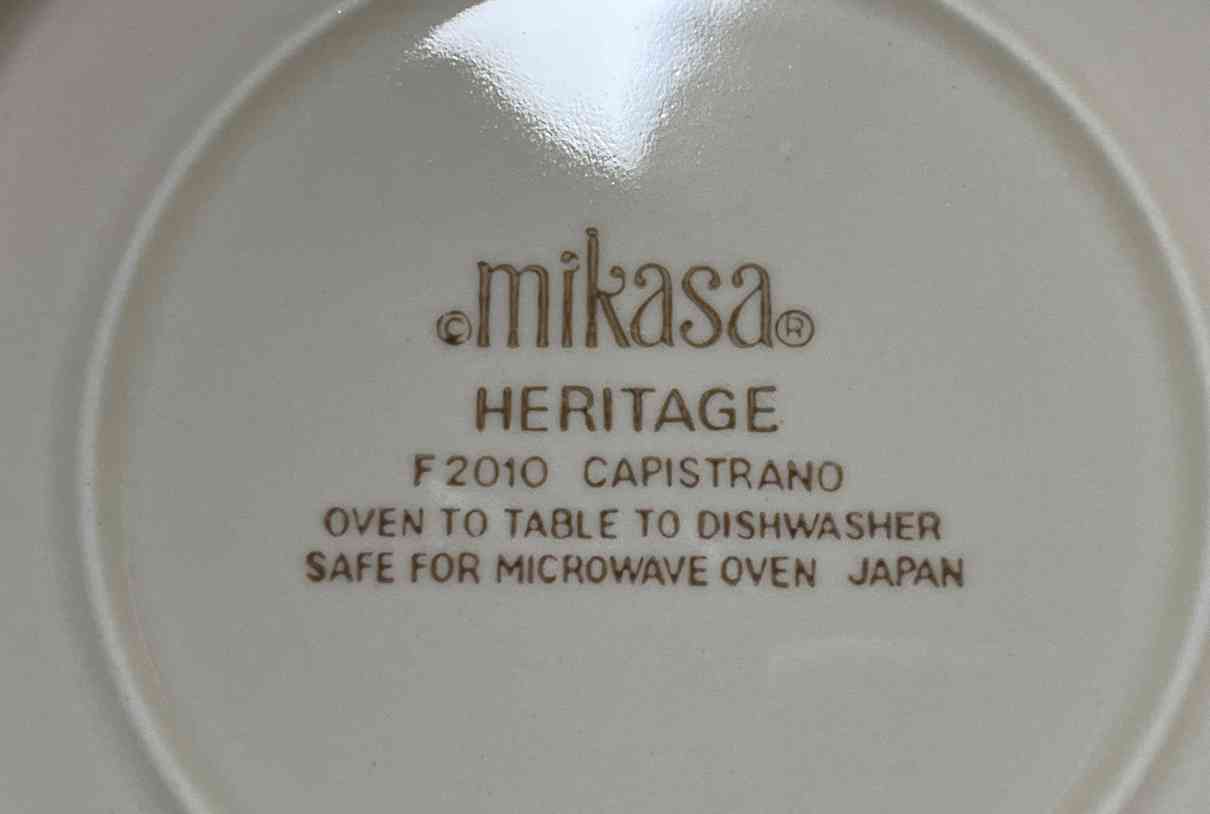 ©mikasa®
HERITAGE
F2010 CAPISTRANO
OVEN TO TABLE TO DISHWASHER
SAFE FOR MICROWAVE OVEN JAPAN